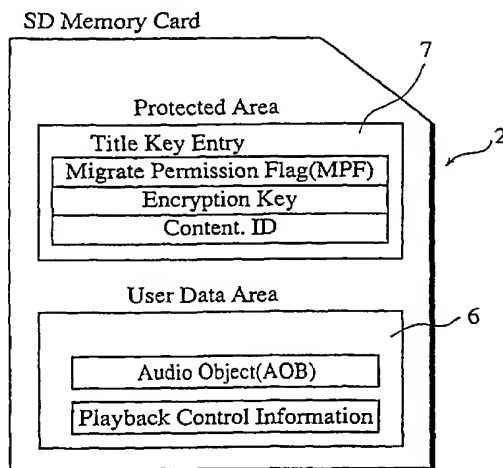 SD Memory Card
7
Protected Area
2
Title Key Entry
Migrate Permission Flag(MPF)
Encryption Key
Content. ID
User Data Area
6
Audio Object(AOB)
Playback Control Information